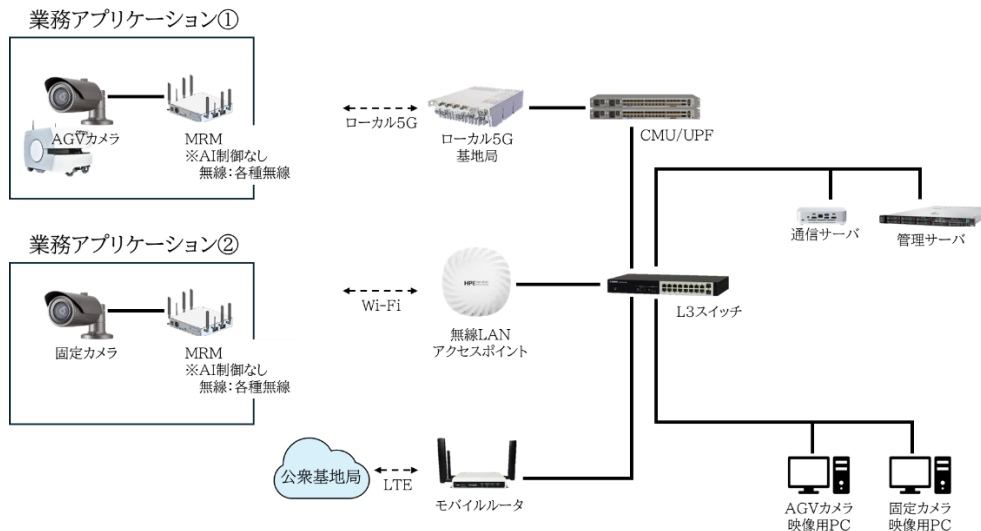 業務アプリケーション①
AGVカメラ
MRM
※AI制御なし
無線:各種無線
ローカル5G
ローカル5G
基地局
CMU/UPF
通信サーバ
管理サーバ
業務アプリケーション②
固定カメラ
MRM
※AI制御なし
無線:各種無線
Wi-Fi
HPE
無線LAN
アクセスポイント
L3スイッチ
公衆基地局
LTE
モバイルルータ
AGVカメラ
映像用PC
固定カメラ
映像用PC